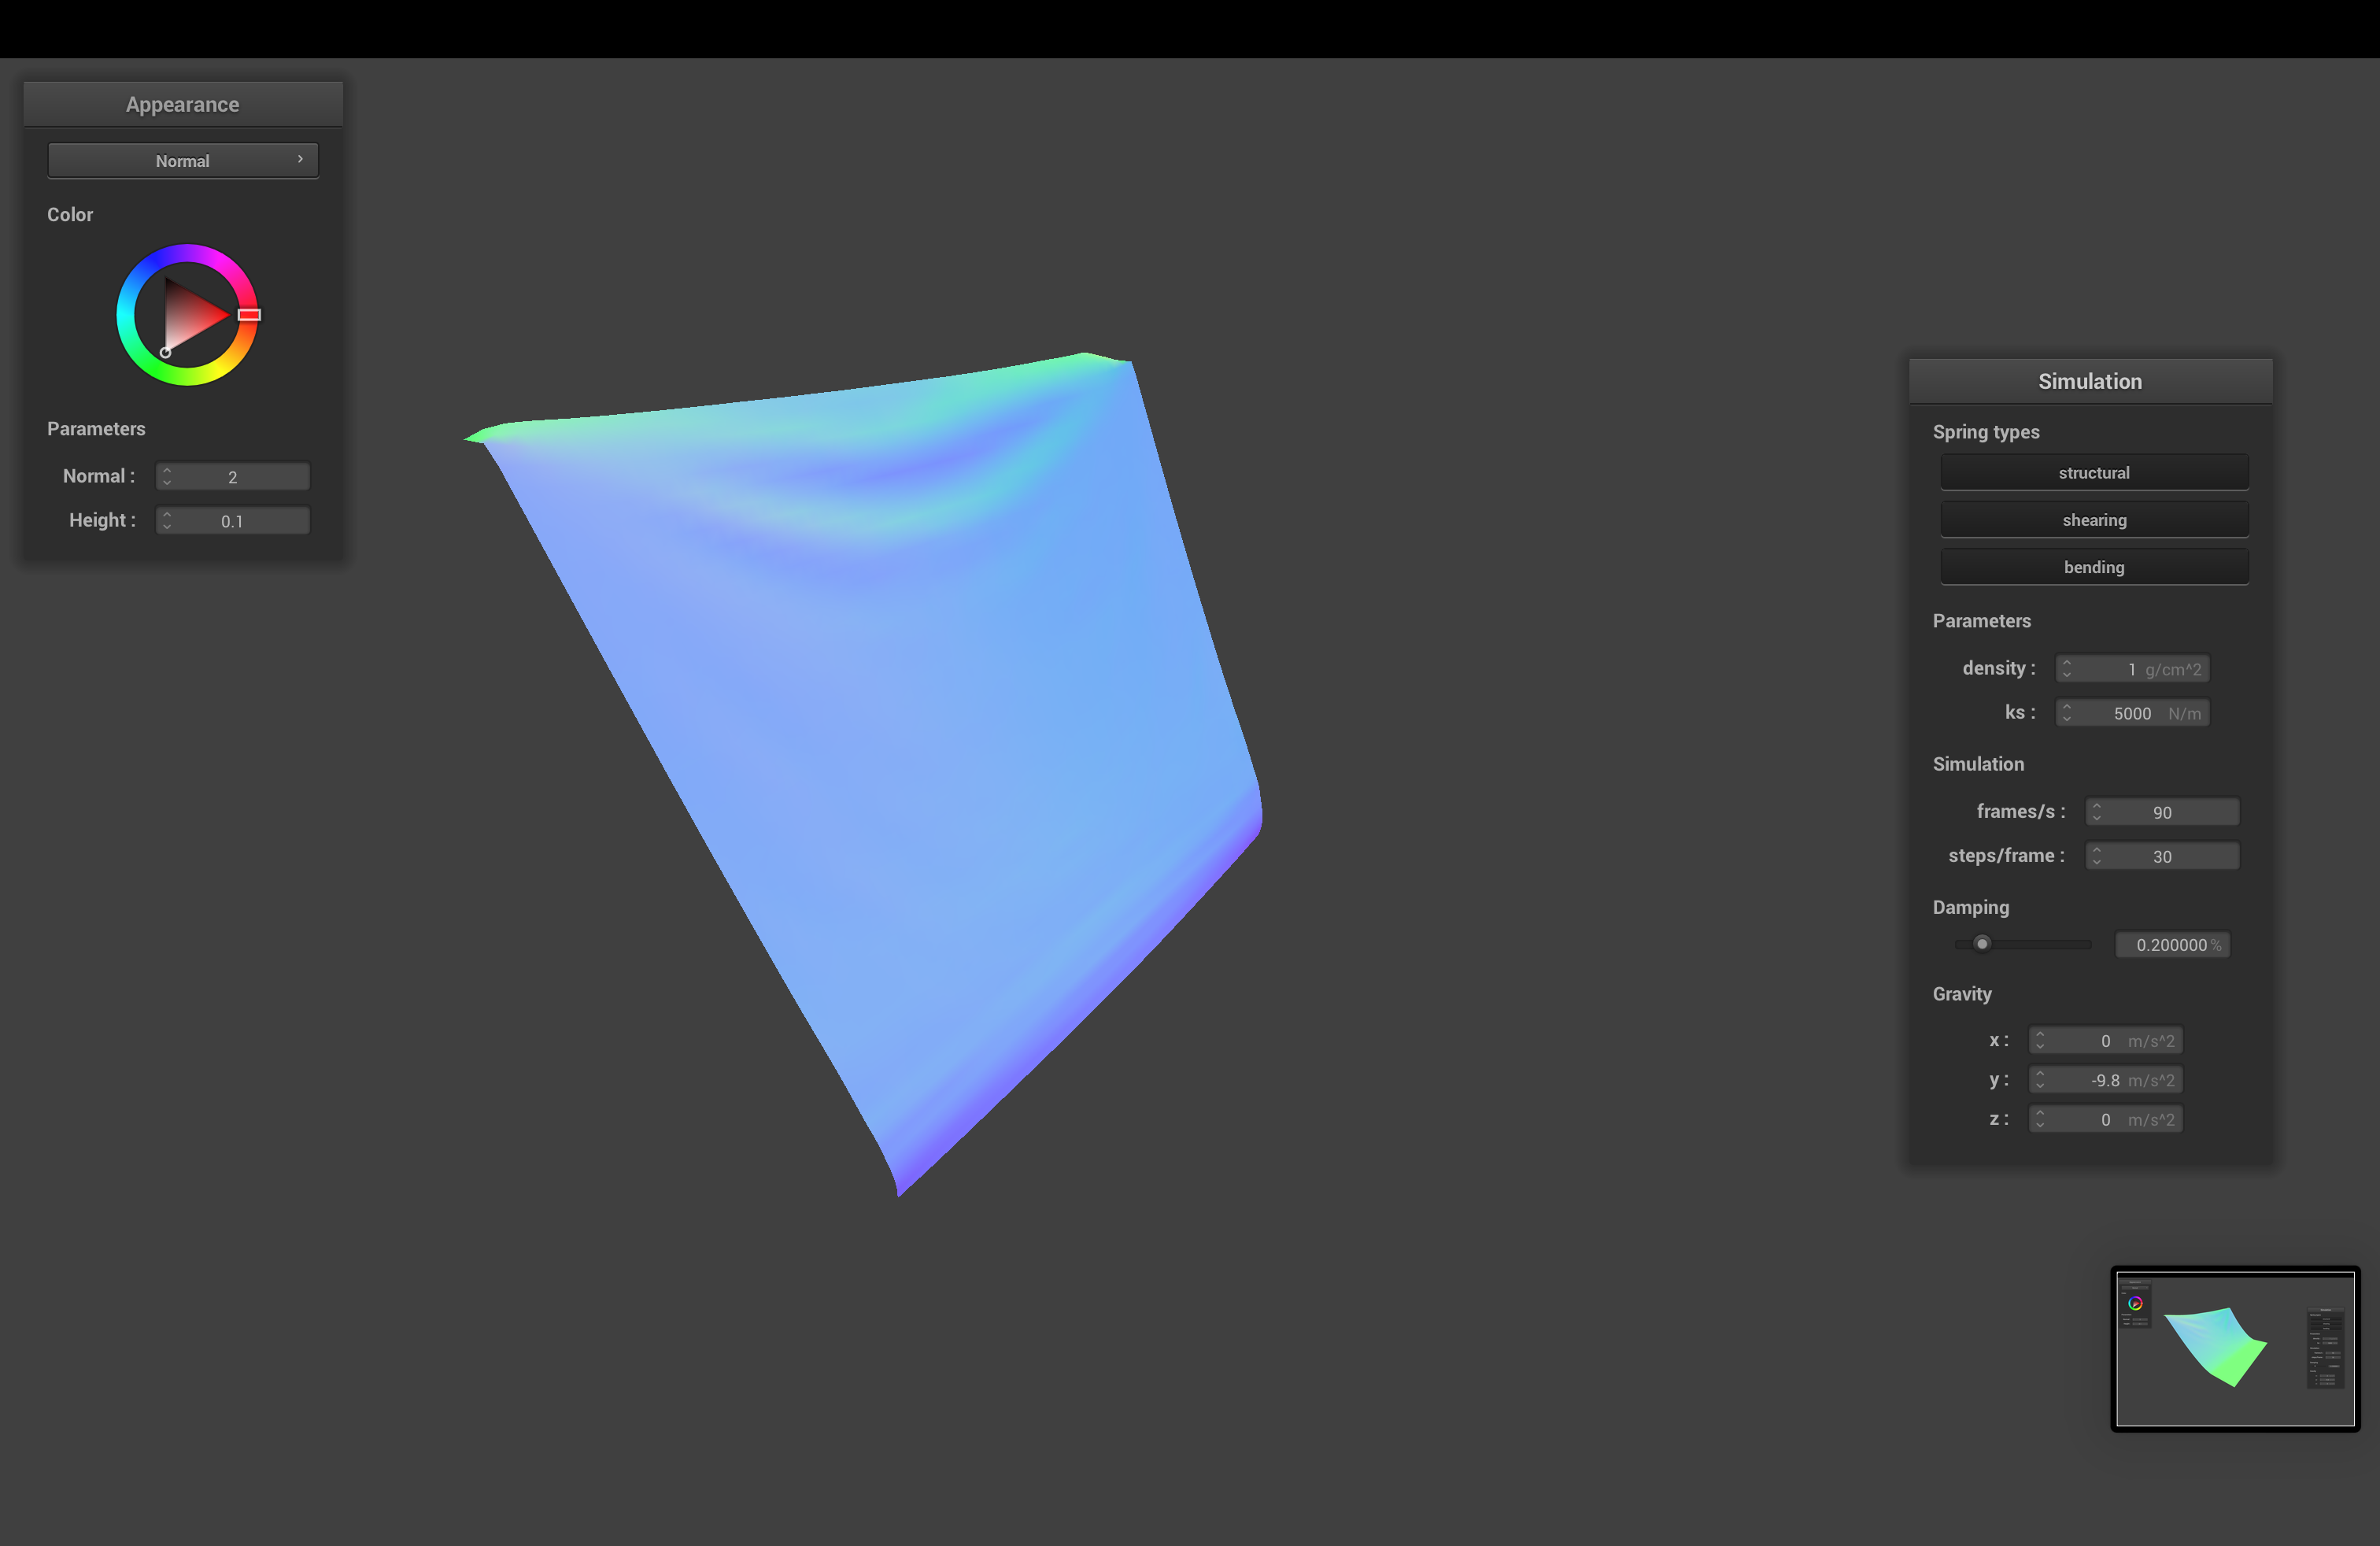 Appearance
Normal
Color
Parameters
Normal : 2
Height : 0.1
Simulation
Spring types
structural
shearing
bending
Parameters
density : 1 g/cm^2
ks : 5000 N/m
Simulation
frames/s : 90
steps/frame : 30
Damping
0.200000 %
Gravity
x : 0 m/s^2
y : -9.8 m/s^2
z : 0 m/s^2